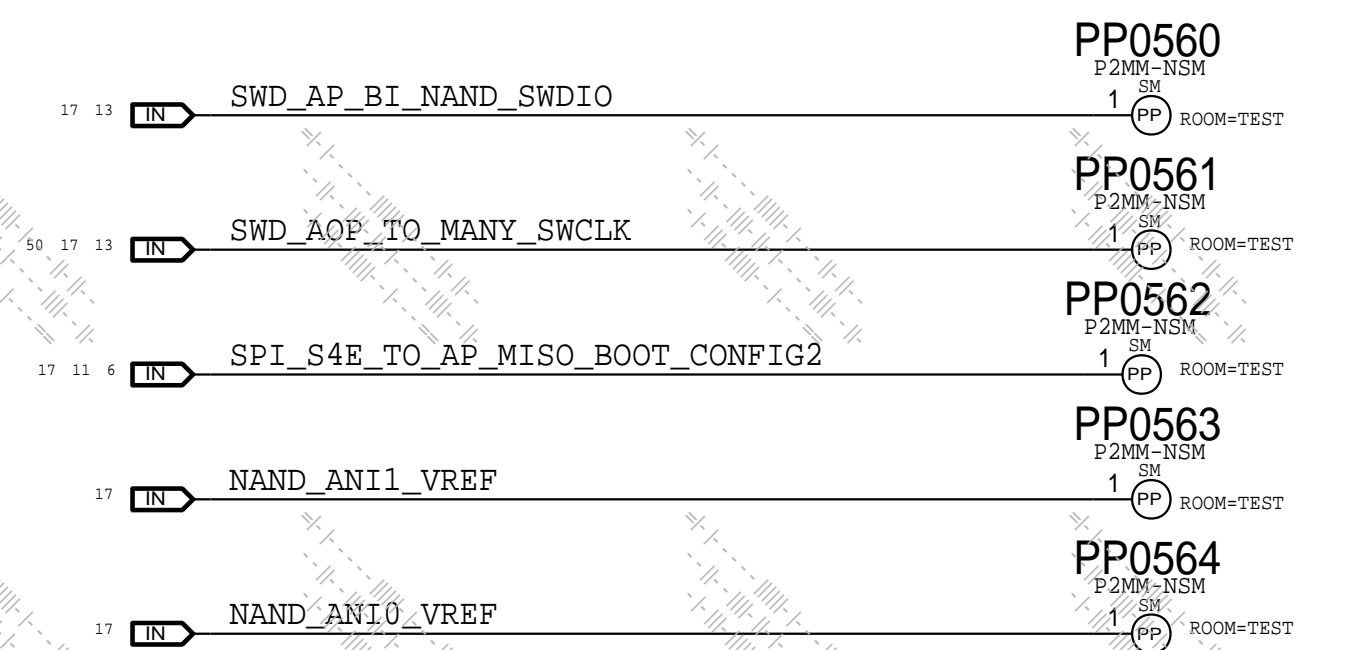 PP0560
P2MM-NSM
SM
17 13 IN SWD_AP_BI_NAND_SWDIO 1 PP ROOM=TEST
PP0561
P2MM-NSM
SM
50 17 13 IN SWD_AOP_TO_MANY_SWCLK 1 PP ROOM=TEST
PP0562
P2MM-NSM
SM
17 11 6 IN SPI_S4E_TO_AP_MISO_BOOT_CONFIG2 1 PP ROOM=TEST
PP0563
P2MM-NSM
SM
17 IN NAND_ANI1_VREF 1 PP ROOM=TEST
PP0564
P2MM-NSM
SM
17 IN NAND_ANI0_VREF 1 PP ROOM=TEST